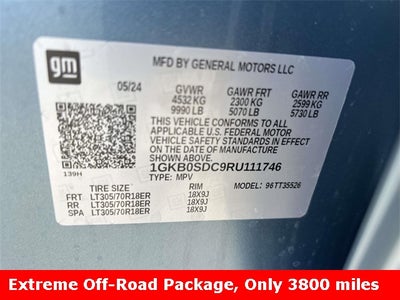 gm
MFD BY GENERAL MOTORS LLC
05/24
GVWR GAWR FRT GAWR RR
4532 KG 2300 KG 2599 KG
9990 LB 5070 LB 5730 LB
THIS VEHICLE CONFORMS TO ALL
APPLICABLE U.S. FEDERAL MOTOR
VEHICLE SAFETY STANDARDS IN EFFECT ON
THE DATE OF MANUFACTURE SHOWN ABOVE.
1GKB0SDC9RU111746
139H
TYPE: MPV MODEL: 96TT35526
TIRE SIZE RIM
FRT LT305/70R18ER 18X9J
RR LT305/70R18ER 18X9J
SPA LT305/70R18ER 18X9J
Extreme Off-Road Package, Only 3800 miles